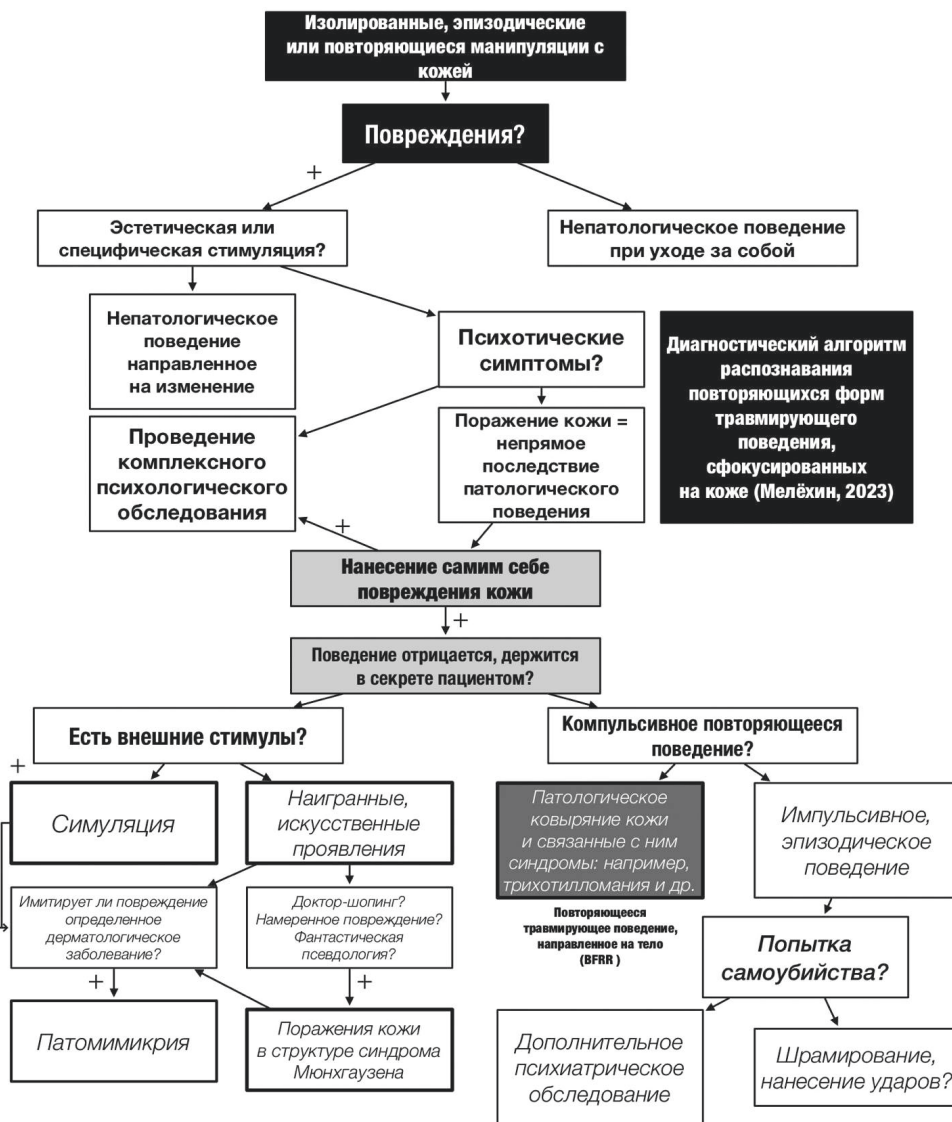 Изолированные, эпизодические
или повторяющиеся манипуляции с
кожей
Повреждения?
+
Эстетическая или
специфическая стимуляция?
Непатологическое поведение
при уходе за собой
Непатологическое
поведение
направленное
на изменение
Психотические
симптомы?
Диагностический алгоритм
распознавания
повторяющихся форм
травмирующего
поведения,
сфокусированных
на коже (Мелёхин, 2023)
Проведение
комплексного
психологического
обследования
Поражение кожи =
непрямое
последствие
патологического
поведения
+
Нанесение самим себе
повреждения кожи
+
Поведение отрицается, держится
в секрете пациентом?
Есть внешние стимулы?
Компульсивное повторяющееся
поведение?
+
Симуляция
Наигранные,
искусственные
проявления
Патологическое
ковыряние кожи
и связанные с ним
синдромы: например,
трихотилломания и др.
Импульсивное,
эпизодическое
поведение
Имитирует ли повреждение
определенное
дерматологическое
заболевание?
Доктор-шопинг?
Намеренное повреждение?
Фантастическая
псевдология?
Повторяющееся
травмирующее поведение,
направленное на тело
(BFRR )
Попытка
самоубийства?
+
+
Патомимикрия
Поражения кожи
в структуре синдрома
Мюнхгаузена
Дополнительное
психиатрическое
обследование
Шрамирование,
нанесение ударов?